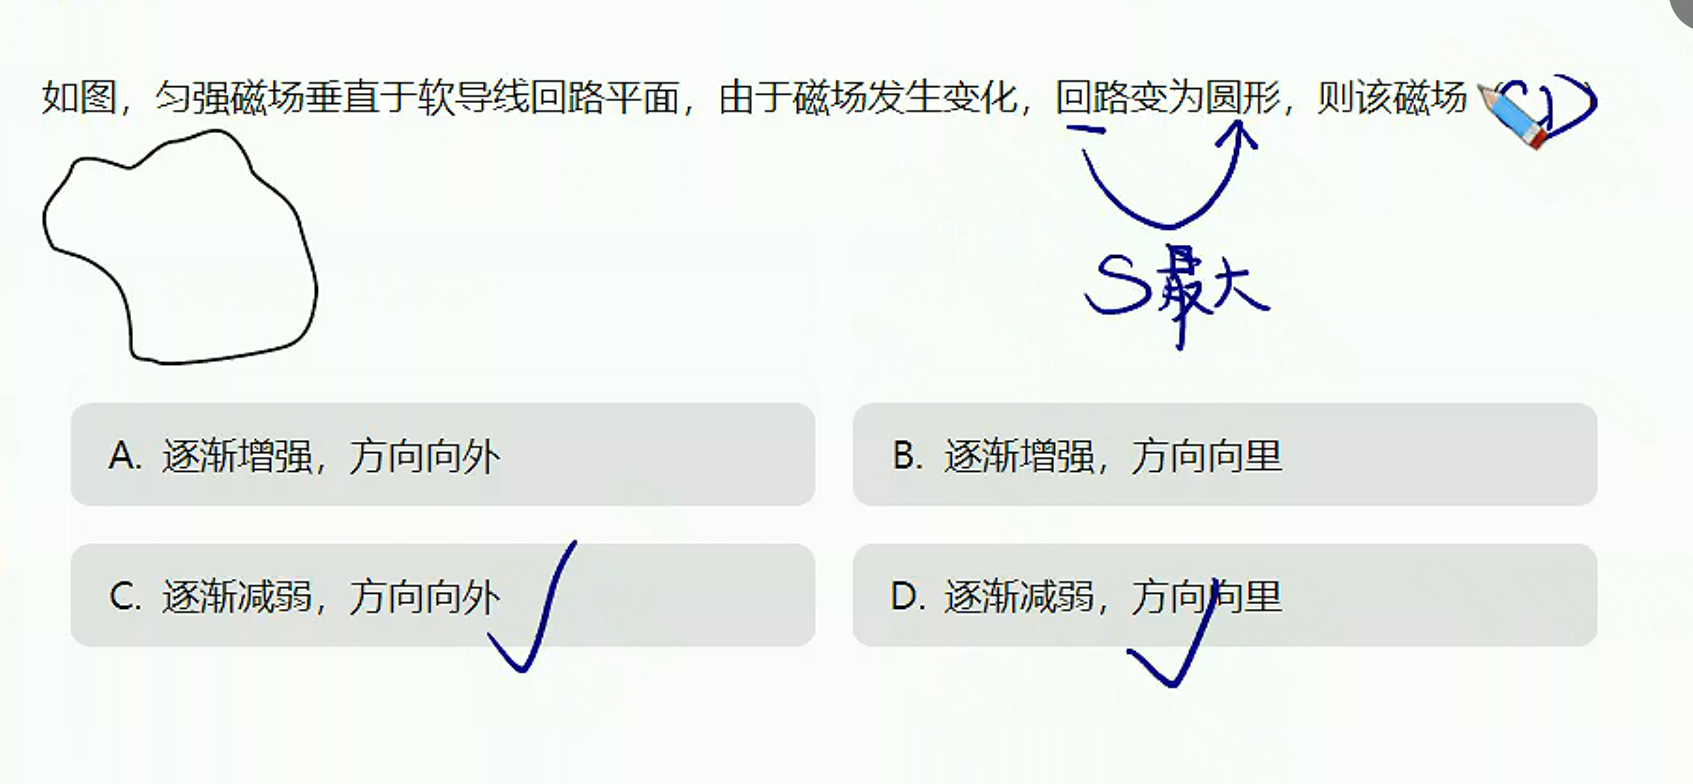 如图，匀强磁场垂直于软导线回路平面，由于磁场发生变化，回路变为圆形，则该磁场（CD）
S最大
A. 逐渐增强，方向向外
B. 逐渐增强，方向向里
C. 逐渐减弱，方向向外
D. 逐渐减弱，方向向里